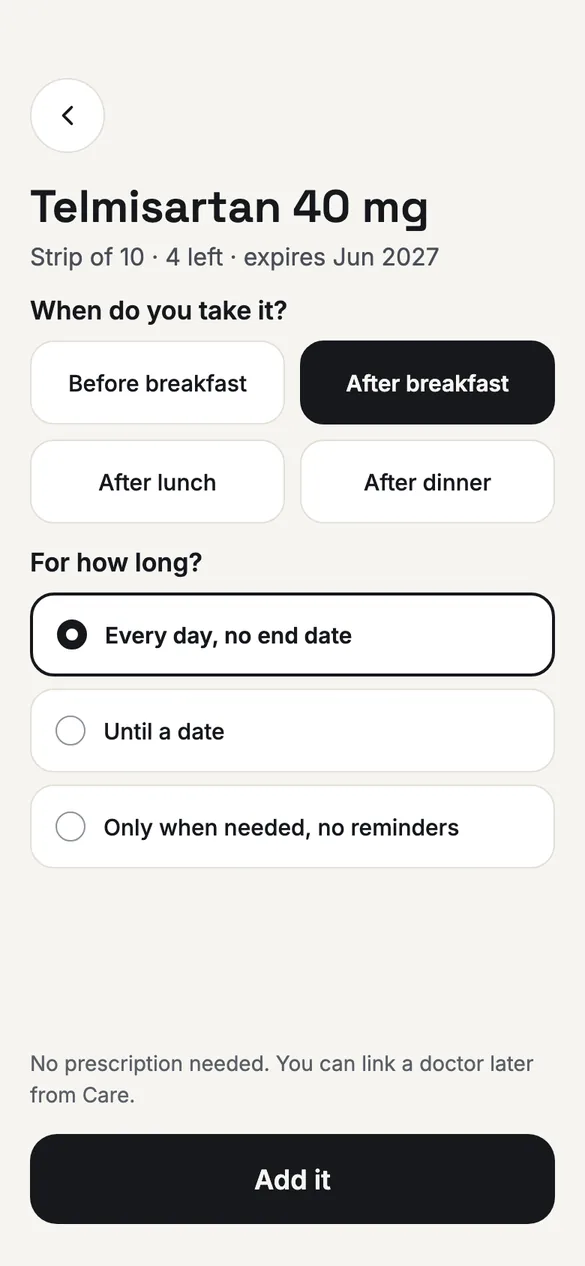 Telmisartan 40 mg
Strip of 10 · 4 left · expires Jun 2027
When do you take it?
Before breakfast
After breakfast
After lunch
After dinner
For how long?
Every day, no end date
Until a date
Only when needed, no reminders
No prescription needed. You can link a doctor later
from Care.
Add it